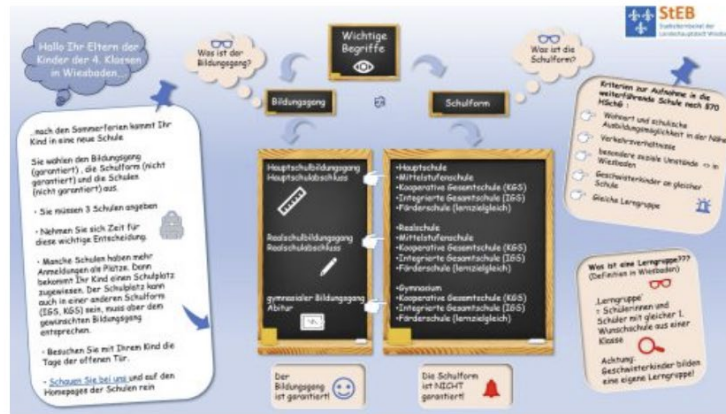 Hallo Ihr Eltern der
Kinder der 4. Klassen
in Wiesbaden...
Was ist der
Bildungsgang?
Wichtige
Begriffe
Was ist die
Schulform?
StEB
Stadtelternbeirat der
Landeshauptstadt Wiesbaden
Bildungsgang
Schulform
...nach den Sommerferien kommt Ihr
Kind in eine neue Schule
Sie wählen den Bildungsgang
(garantiert) , die Schulform (nicht
garantiert) und die Schulen
(nicht garantiert) aus.
• Sie müssen 3 Schulen angeben
• Nehmen Sie sich Zeit für
diese wichtige Entscheidung.
• Manche Schulen haben mehr
Anmeldungen als Plätze. Dann
bekommt Ihr Kind einen Schulplatz
zugewiesen. Der Schulplatz kann
auch in einer anderen Schulform
(IGS, KGS) sein, muss aber dem
gewünschten Bildungsgang
entsprechen.
• Besuchen Sie mit Ihrem Kind die
Tage der offenen Tür.
• Schauen Sie bei uns und auf den
Homepages der Schulen rein
Hauptschulbildungsgang
Hauptschulabschluss
Realschulbildungsgang
Realschulabschluss
gymnasialer Bildungsgang
Abitur
•Hauptschule
•Mittelstufenschule
•Kooperative Gesamtschule (KGS)
•Integrierte Gesamtschule (IGS)
•Förderschule (lernzielgleich)
•Realschule
•Mittelstufenschule
•Kooperative Gesamtschule (KGS)
•Integrierte Gesamtschule (IGS)
•Förderschule (lernzielgleich)
•Gymnasium
•Kooperative Gesamtschule (KGS)
•Integrierte Gesamtschule (IGS)
•Förderschule (lernzielgleich)
Der
Bildungsgang
ist garantiert!
Die Schulform
ist NICHT
garantiert!
Kriterien zur Aufnahme in die
weiterführende Schule nach §70
HSchG :
Wohnort und schulische
Ausbildungsmöglichkeit in der Nähe
Verkehrsverhältnisse
besondere soziale Umstände in
Wiesbaden
Geschwisterkinder an gleicher
Schule
Gleiche Lerngruppe
Was ist eine Lerngruppe???
(Definition in Wiesbaden)
„Lerngruppe'
= Schülerinnen und
Schüler mit gleicher 1.
Wunschschule aus einer
Klasse
Achtung:
Geschwisterkinder bilden
eine eigene Lerngruppe!